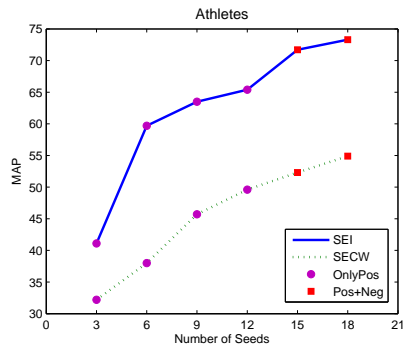 Athletes
75
70
65
60
55
50
45
40
35
30
MAP
0 3 6 9 12 15 18 21
Number of Seeds
SEI
SECW
OnlyPos
Pos+Neg